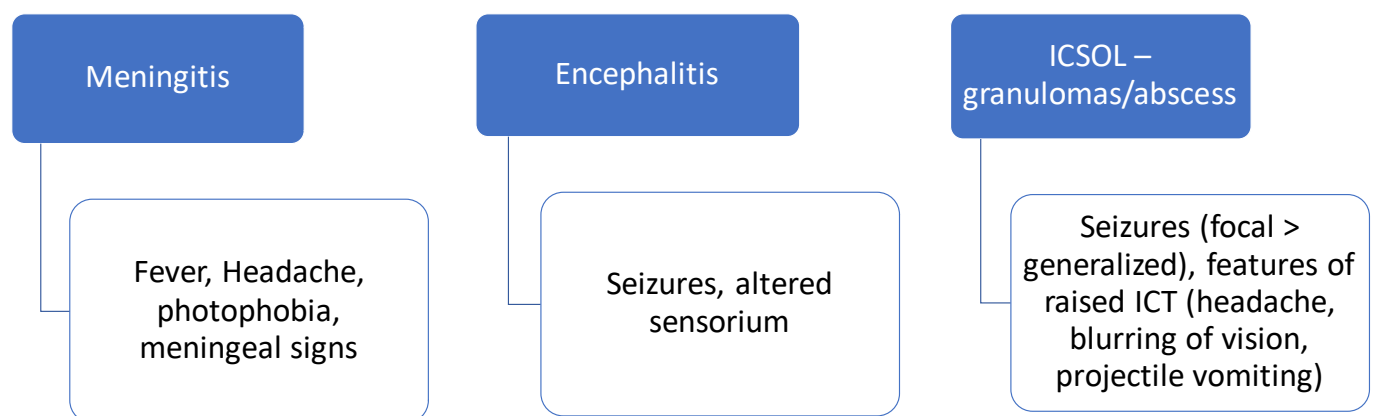 Meningitis
Fever, Headache,
photophobia,
meningeal signs
Encephalitis
Seizures, altered
sensorium
ICSOL –
granulomas/abscess
Seizures (focal >
generalized), features of
raised ICT (headache,
blurring of vision,
projectile vomiting)